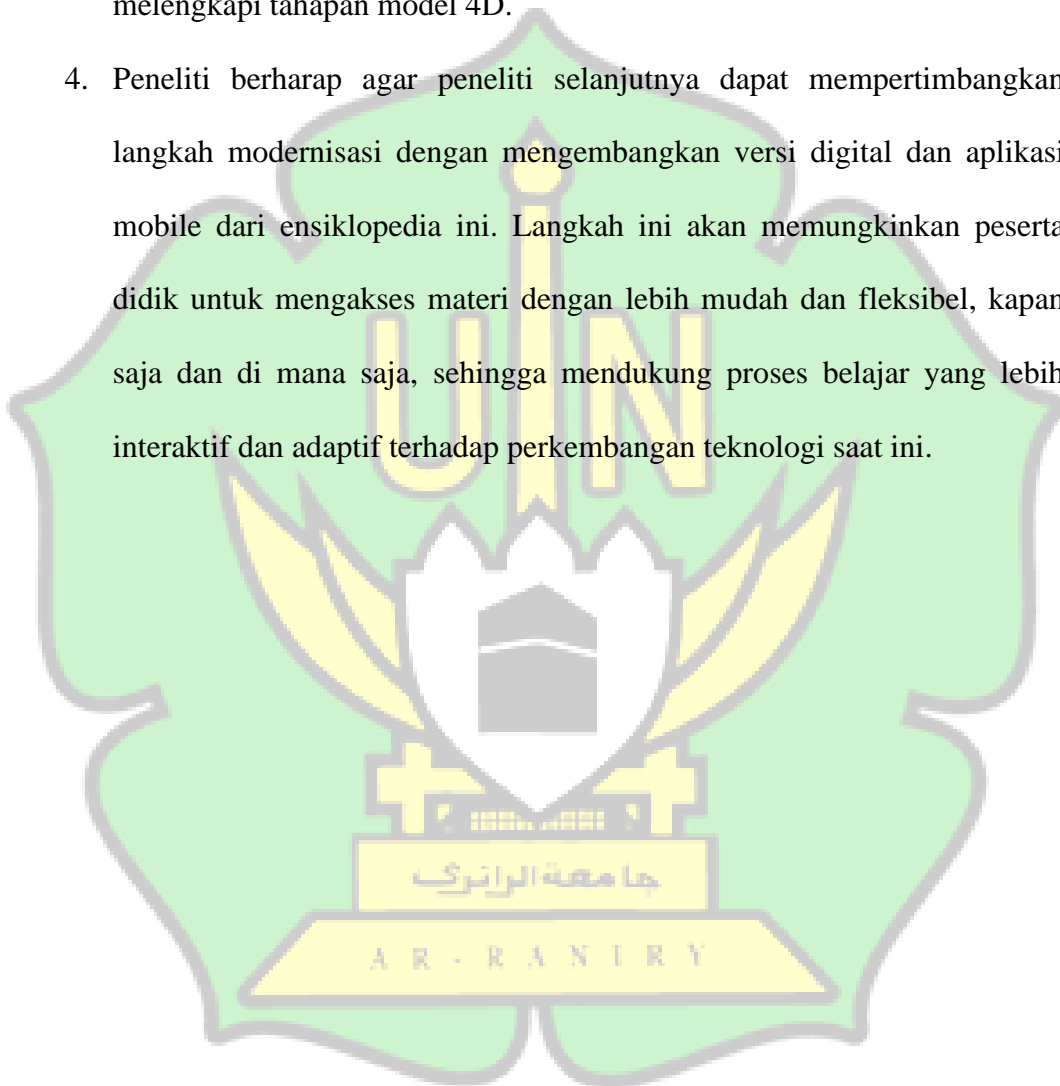 melengkapi tahapan model 4D.
4. Peneliti berharap agar peneliti selanjutnya dapat mempertimbangkan
langkah modernisasi dengan mengembangkan versi digital dan aplikasi
mobile dari ensiklopedia ini. Langkah ini akan memungkinkan peserta
didik untuk mengakses materi dengan lebih mudah dan fleksibel, kapan
saja dan di mana saja, sehingga mendukung proses belajar yang lebih
interaktif dan adaptif terhadap perkembangan teknologi saat ini.
UIN
جامعة الرانري
AR-RANIRY